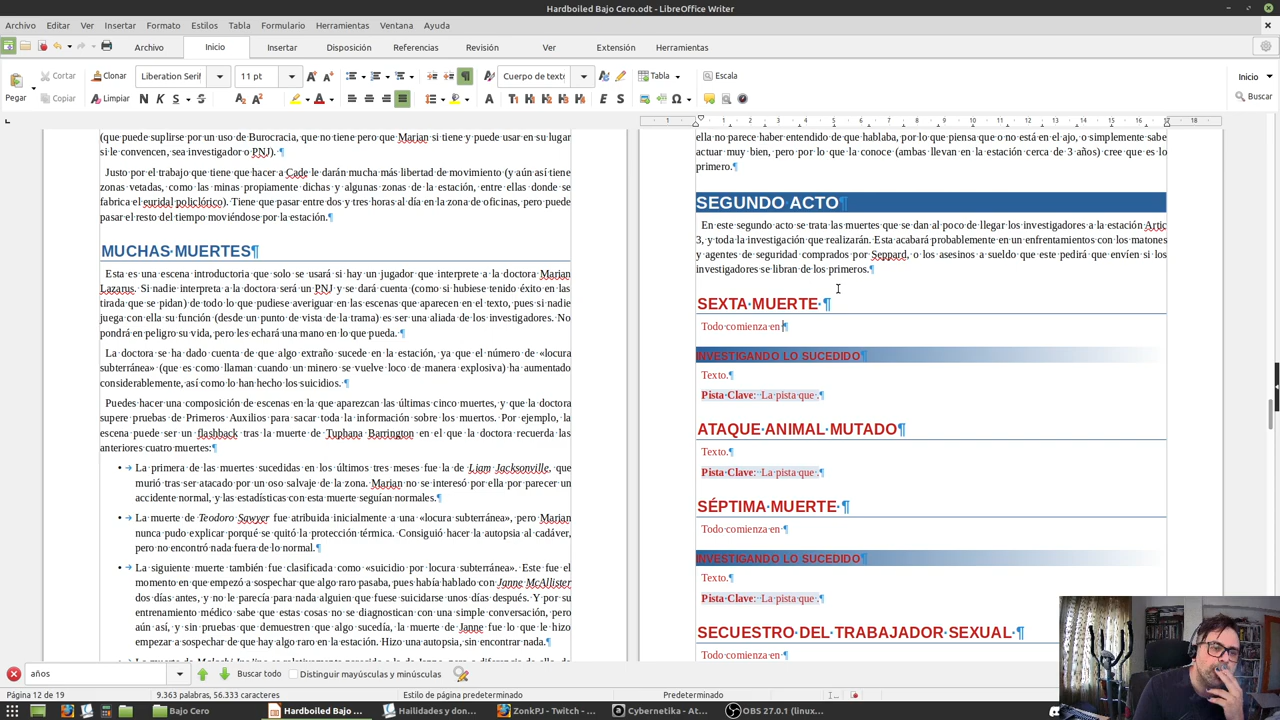 Hardboiled Bajo Cero.odt - LibreOffice Writer
Archivo Editar Ver Insertar Formato Estilos Tabla Formulario Herramientas Ventana Ayuda
Archivo Inicio Insertar Disposición Referencias Revisión Ver Extensión Herramientas
Pegar Cortar Clonar Liberation Serif 11 pt Cuerpo de texto Tabla Escala Inicio
Copiar Limpiar Buscar
(que puede suplirse por un uso de Burocracia, que no tiene pero que Marian si tiene y puede usar en su lugar
si le convencen, sea investigador o PNJ). ¶
Justo por el trabajo que tiene que hacer a Cade le darán mucha más libertad de movimiento (y aun así tiene
zonas vetadas, como las minas propiamente dichas y algunas zonas de la estación, entre ellas donde se
fabrica el euridal policlórico). Tiene que pasar entre dos y tres horas al día en la zona de oficinas, pero puede
pasar el resto del tiempo moviéndose por la estación.¶
MUCHAS MUERTES¶
Esta es una escena introductoria que solo se usará si hay un jugador que interprete a la doctora Marian
Lazarus. Si nadie interpreta a la doctora será un PNJ y se dará cuenta (como si hubiese tenido éxito en las
tirada que se pidan) de todo lo que pudiese averiguar en las escenas que aparecen en el texto, pues si nadie
juega con ella su función (desde un punto de vista de la trama) es ser una aliada de los investigadores. No
pondrá en peligro su vida, pero les echará una mano en lo que pueda. ¶
La doctora se ha dado cuenta de que algo extraño sucede en la estación, ya que el número de «locura
subterránea» (que es como llaman cuando un minero se vuelve loco de manera explosiva) ha aumentado
considerablemente, así como lo han hecho los suicidios. ¶
Puedes hacer una composición de escenas en la que aparezcan las últimas cinco muertes, y que la doctora
supere pruebas de Primeros Auxilios para sacar toda la información sobre los muertos. Por ejemplo, la
escena puede ser un flashback tras la muerte de Tuphana Barrington en el que la doctora recuerda las
anteriores cuatro muertes:¶
• La primera de las muertes sucedidas en los últimos tres meses fue la de Liam Jacksonville, que
murió tras ser atacado por un oso salvaje de la zona. Marian no se interesó por ella por parecer un
accidente normal, y las estadísticas con esta muerte seguían normales.¶
• La muerte de Teodoro Sawyer fue atribuida inicialmente a una «locura subterránea», pero Marian
nunca pudo explicar porqué se quitó la protección térmica. Consiguió hacer la autopsia al cadáver,
pero no encontró nada fuera de lo normal.¶
• La siguiente muerte también fue clasificada como «suicidio por locura subterránea». Este fue el
momento en que empezó a sospechar que algo raro pasaba, pues había hablado con Janne McAllister
dos días antes, y no le parecía para nada alguien que fuese suicidarse unos días después. Y por su
entrenamiento médico sabe que estas cosas no se diagnostican con una simple conversación, pero
aún así, y sin pruebas que demuestren que algo sucedía, la muerte de Janne fue lo que le hizo
empezar a sospechar de que hay algo raro en la estación. Hizo una autopsia, sin encontrar nada.¶
ella no parece haber entendido de que hablaba, por lo que piensa que o no está en el ajo, o simplemente sabe
actuar muy bien, pero por lo que la conoce (ambas llevan en la estación cerca de 3 años) cree que es lo
primero.¶
SEGUNDO ACTO¶
En este segundo acto se trata las muertes que se dan al poco de llegar los investigadores a la estación Artic
3, y toda la investigación que realizarán. Esta acabará probablemente en un enfrentamientos con los matones
y agentes de seguridad comprados por Seppard, o los asesinos a sueldo que este pedirá que envíen si los
investigadores se libran de los primeros.¶
SEXTA MUERTE ¶
Todo comienza en ¶
INVESTIGANDO LO SUCEDIDO¶
Texto.¶
Pista Clave: La pista que .¶
ATAQUE ANIMAL MUTADO¶
Texto.¶
Pista Clave: La pista que .¶
SÉPTIMA MUERTE ¶
Todo comienza en ¶
INVESTIGANDO LO SUCEDIDO¶
Texto.¶
Pista Clave: La pista que .¶
SECUESTRO DEL TRABAJADOR SEXUAL ¶
Todo comienza en ¶
años Buscar todo Distinguir mayúsculas y minúsculas
Página 12 de 19 9.363 palabras, 56.333 caracteres Estilo de página predeterminado Predeterminado
Bajo Cero Hardboiled Bajo ... Hailidades y don... ZonkPJ - Twitch - ... Cybernetika - At... OBS 27.0.1 (linux...